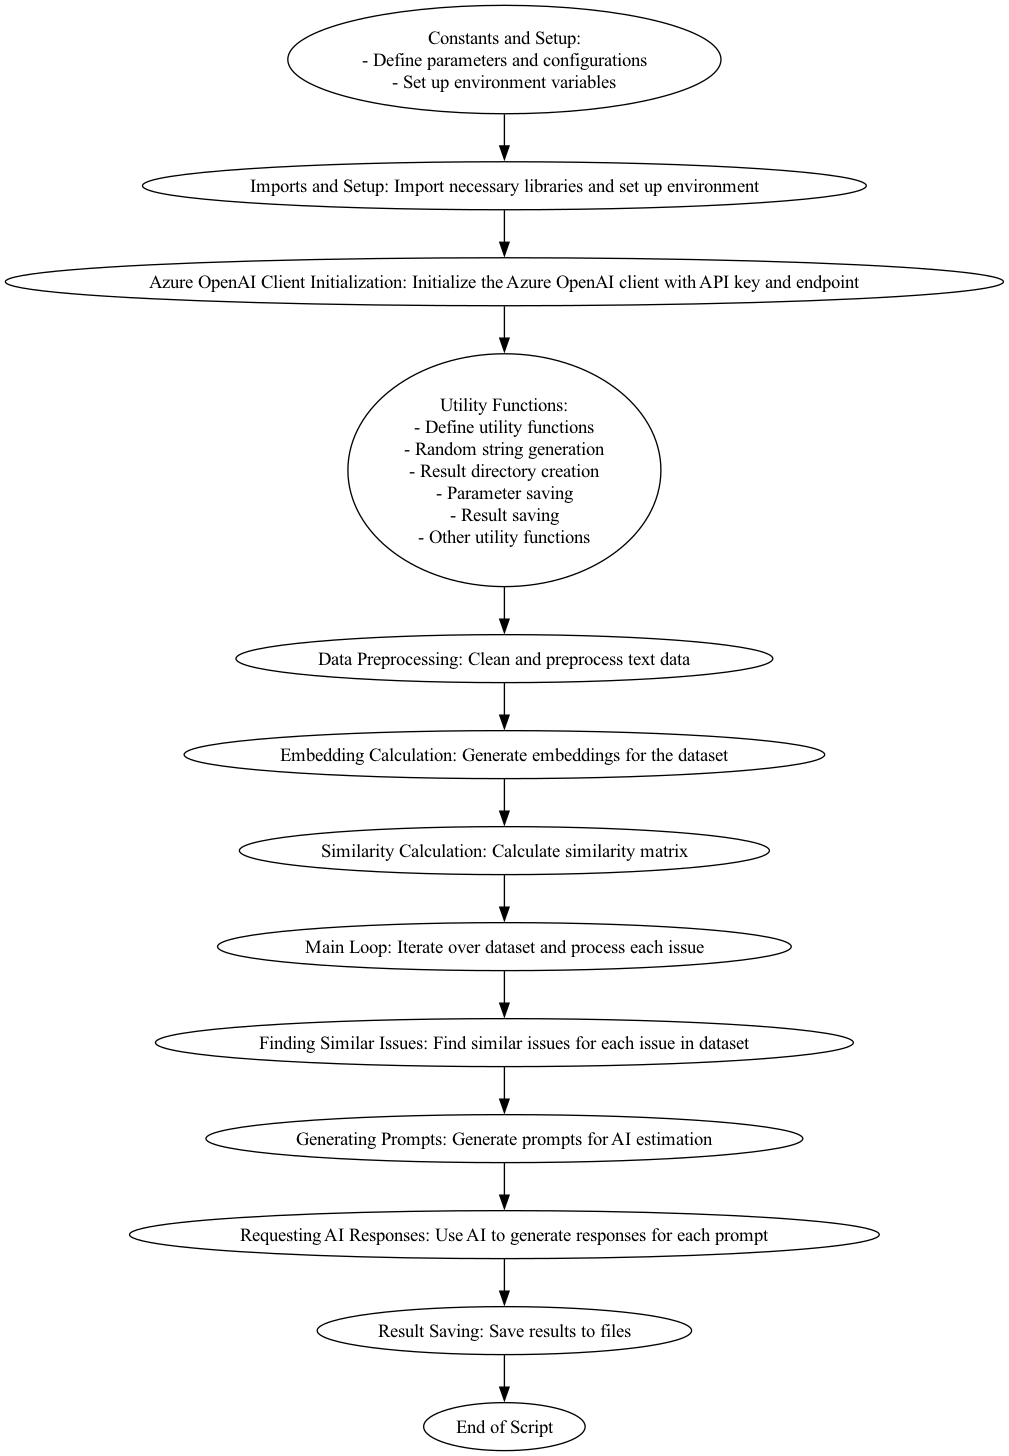 Constants and Setup:
- Define parameters and configurations
- Set up environment variables
Imports and Setup: Import necessary libraries and set up environment
Azure OpenAI Client Initialization: Initialize the Azure OpenAI client with API key and endpoint
Utility Functions:
- Define utility functions
- Random string generation
- Result directory creation
- Parameter saving
- Result saving
- Other utility functions
Data Preprocessing: Clean and preprocess text data
Embedding Calculation: Generate embeddings for the dataset
Similarity Calculation: Calculate similarity matrix
Main Loop: Iterate over dataset and process each issue
Finding Similar Issues: Find similar issues for each issue in dataset
Generating Prompts: Generate prompts for AI estimation
Requesting AI Responses: Use AI to generate responses for each prompt
Result Saving: Save results to files
End of Script